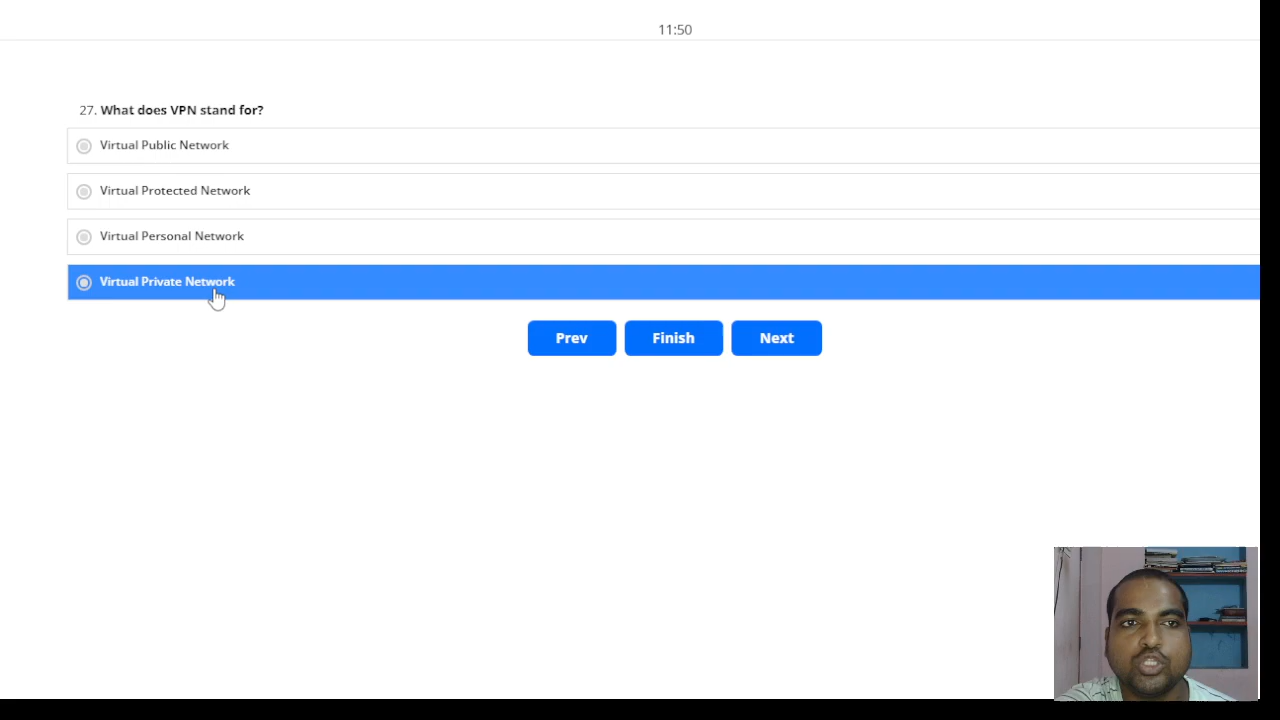 11:50
27. What does VPN stand for?
Virtual Public Network
Virtual Protected Network
Virtual Personal Network
Virtual Private Network
Prev Finish Next